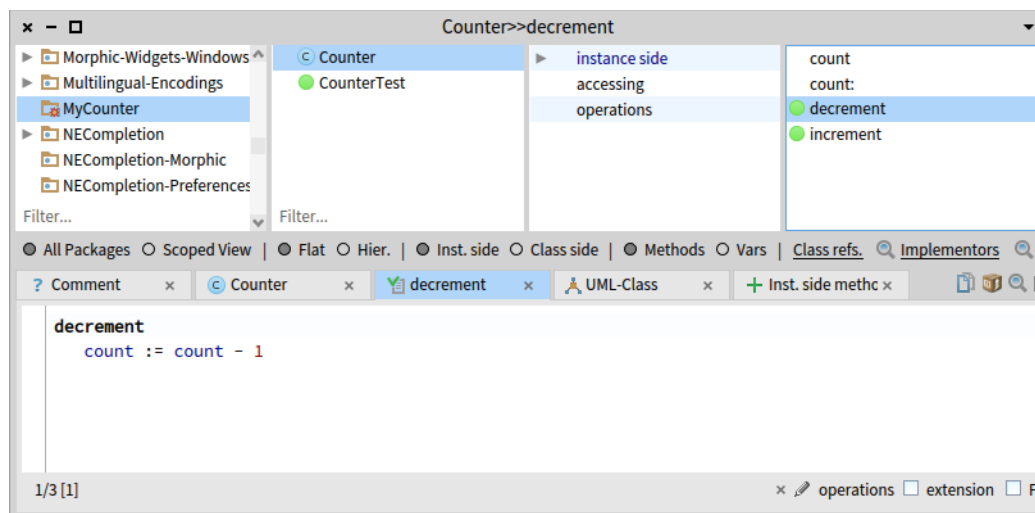 Counter>>decrement
Morphic-Widgets-Windows
Multilingual-Encodings
MyCounter
NECompletion
NECompletion-Morphic
NECompletion-Preferences
Filter...
Counter
CounterTest
Filter...
instance side
accessing
operations
count
count:
decrement
increment
All Packages Scoped View | Flat Hier. | Inst. side Class side | Methods Vars | Class refs. Implementors
? Comment × C Counter × decrement × UML-Class × + Inst. side methc ×
decrement
count := count - 1
1/3 [1] × operations extension F